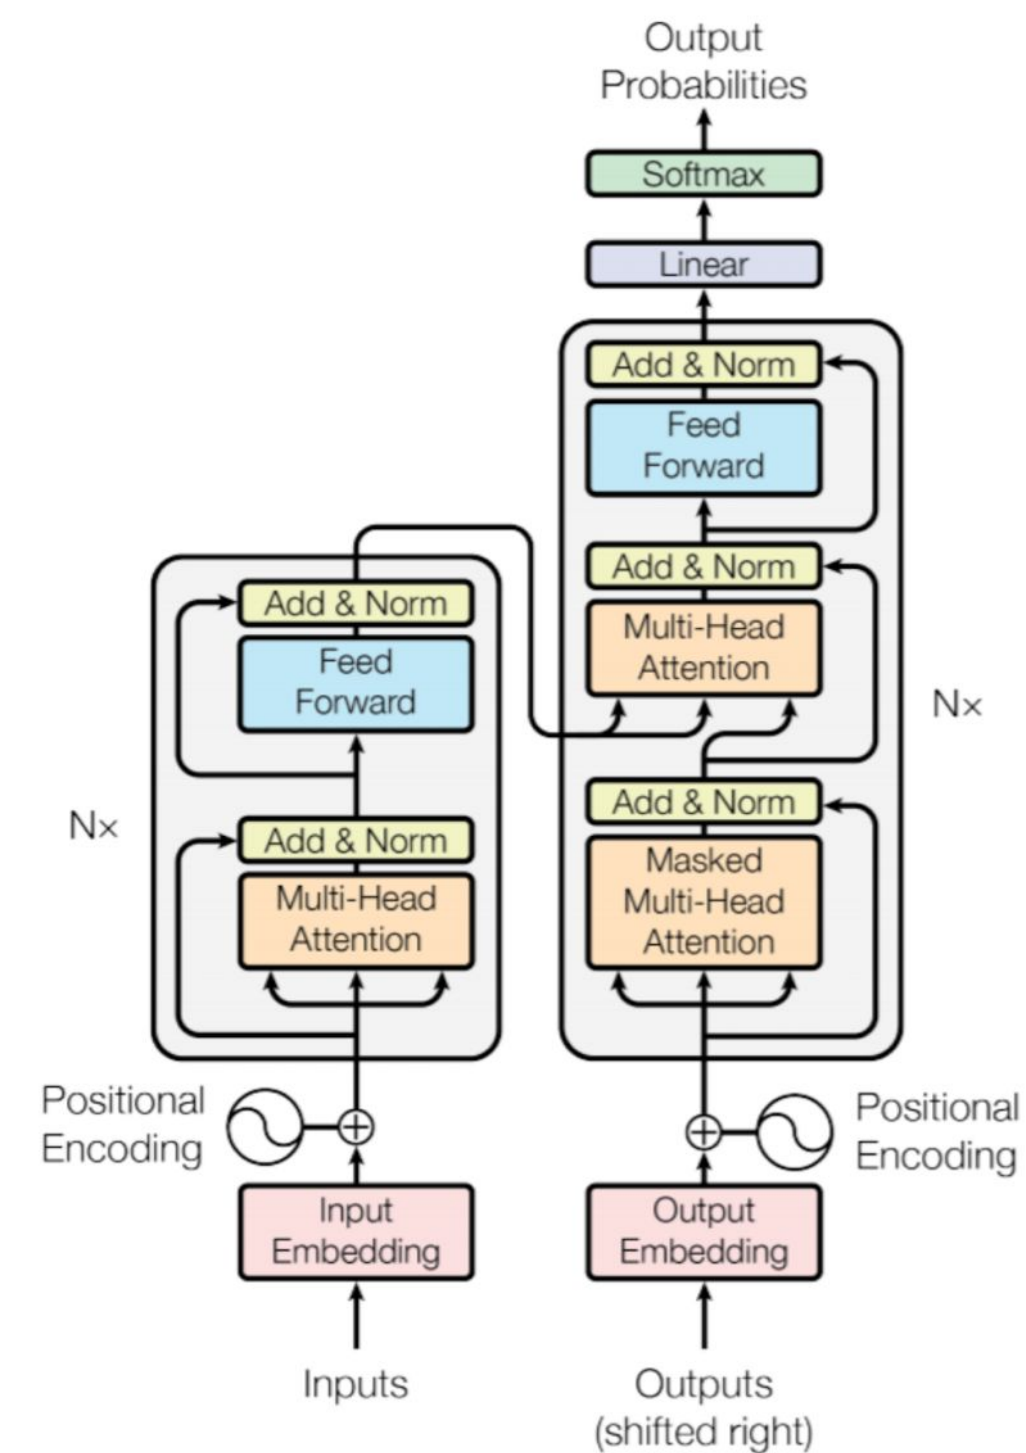 Output
Probabilities
Softmax
Linear
Add & Norm
Feed
Forward
Add & Norm
Multi-Head
Attention
Nx
Add & Norm
Masked
Multi-Head
Attention
Add & Norm
Feed
Forward
Nx
Add & Norm
Multi-Head
Attention
Positional
Encoding
Positional
Encoding
Input
Embedding
Output
Embedding
Inputs
Outputs
(shifted right)